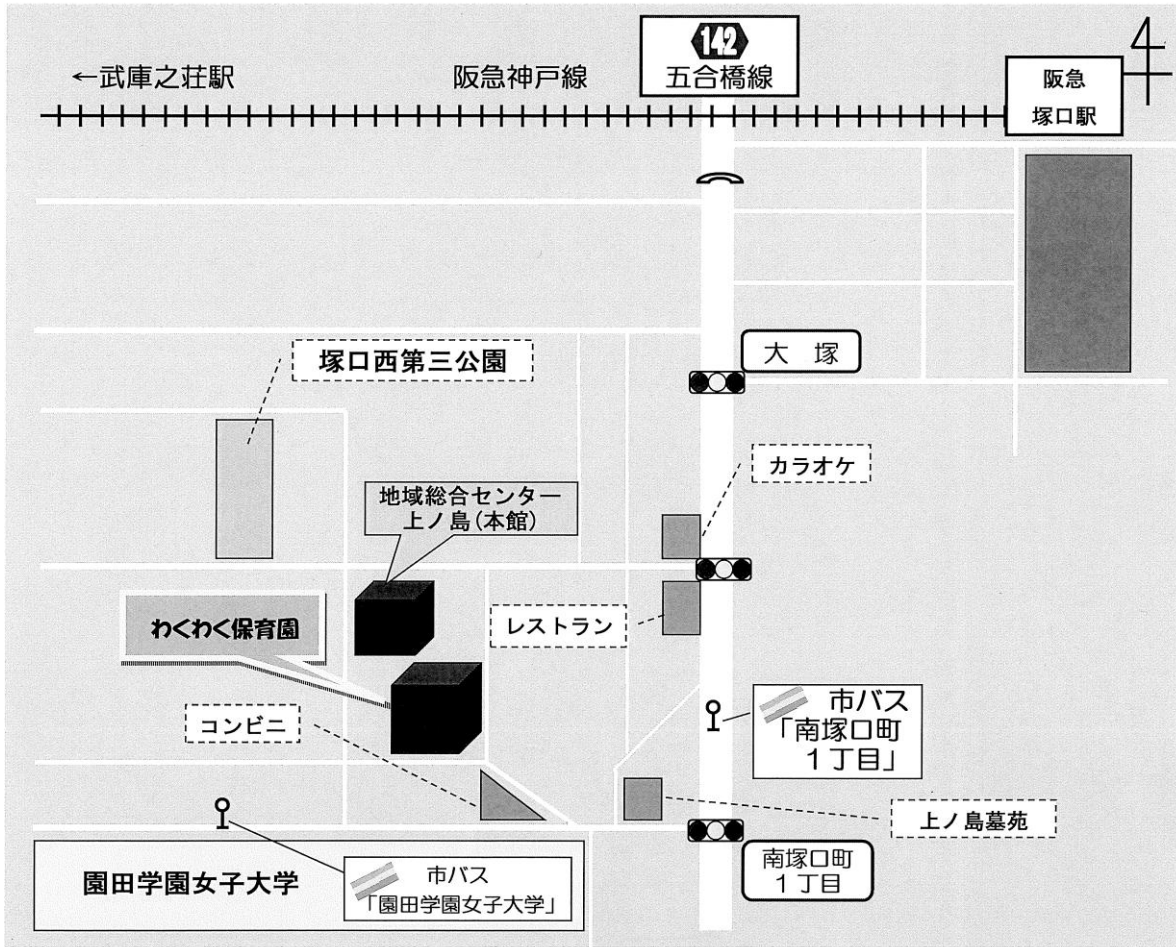 142
五合橋線
←武庫之荘駅
阪急神戸線
阪急
塚口駅
4
大 塚
塚口西第三公園
カラオケ
地域総合センター
上ノ島(本館)
わくわく保育園
レストラン
コンビニ
市バス
「南塚口町
1丁目」
上ノ島墓苑
南塚口町
1丁目
園田学園女子大学
市バス
「園田学園女子大学」